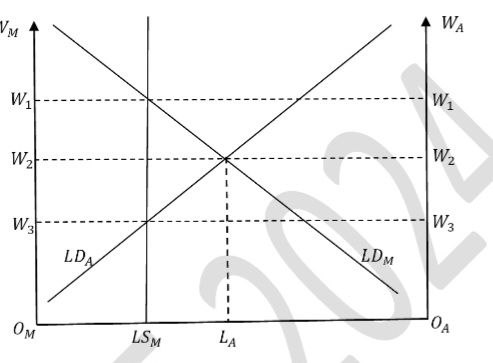 W_M W_A
W_1 W_1
W_2 W_2
W_3 W_3
LD_A LD_M
O_M LS_M L_A O_A
2024